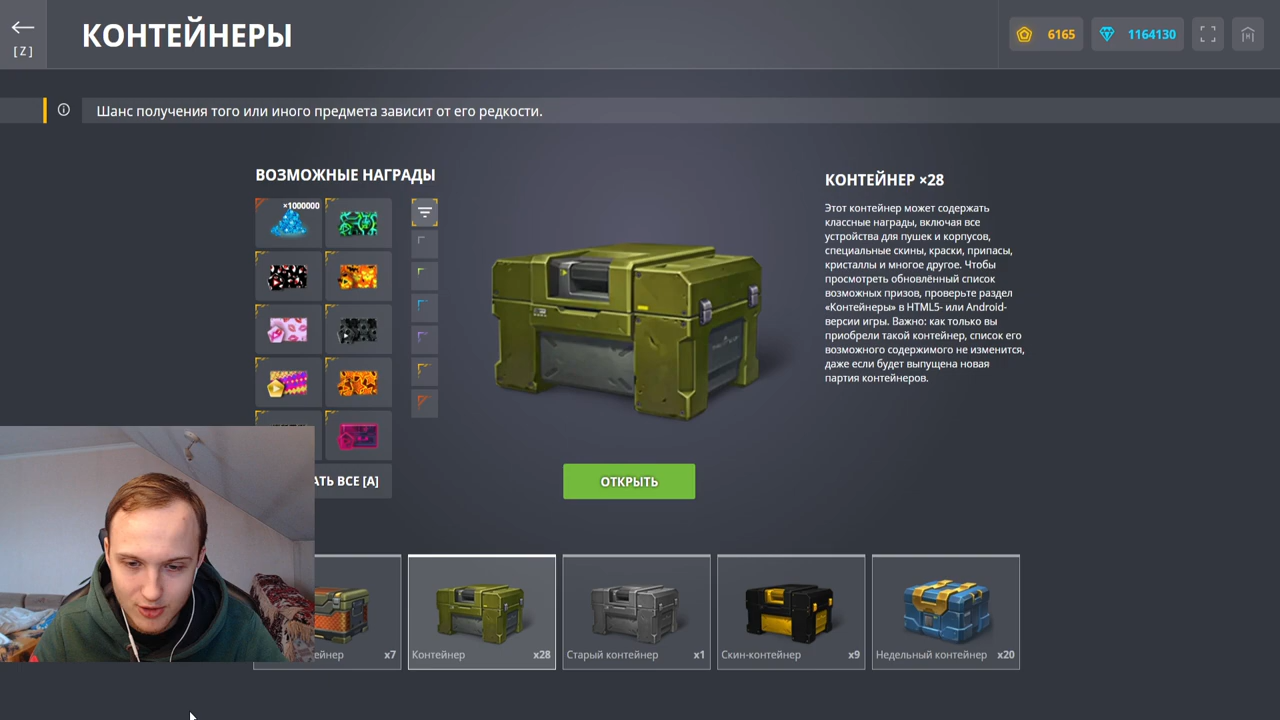 КОНТЕЙНЕРЫ
[Z]
6165
1164130
Шанс получения того или иного предмета зависит от его редкости.
ВОЗМОЖНЫЕ НАГРАДЫ
×1000000
АТЬ ВСЕ [A]
ОТКРЫТЬ
КОНТЕЙНЕР ×28
Этот контейнер может содержать
классные награды, включая все
устройства для пушек и корпусов,
специальные скины, краски, припасы,
кристаллы и многое другое. Чтобы
просмотреть обновлённый список
возможных призов, проверьте раздел
«Контейнеры» в HTML5- или Android-
версии игры. Важно: как только вы
приобрели такой контейнер, список его
возможного содержимого не изменится,
даже если будет выпущена новая
партия контейнеров.
ейнер x7
Контейнер x28
Старый контейнер x1
Скин-контейнер x9
Недельный контейнер x20